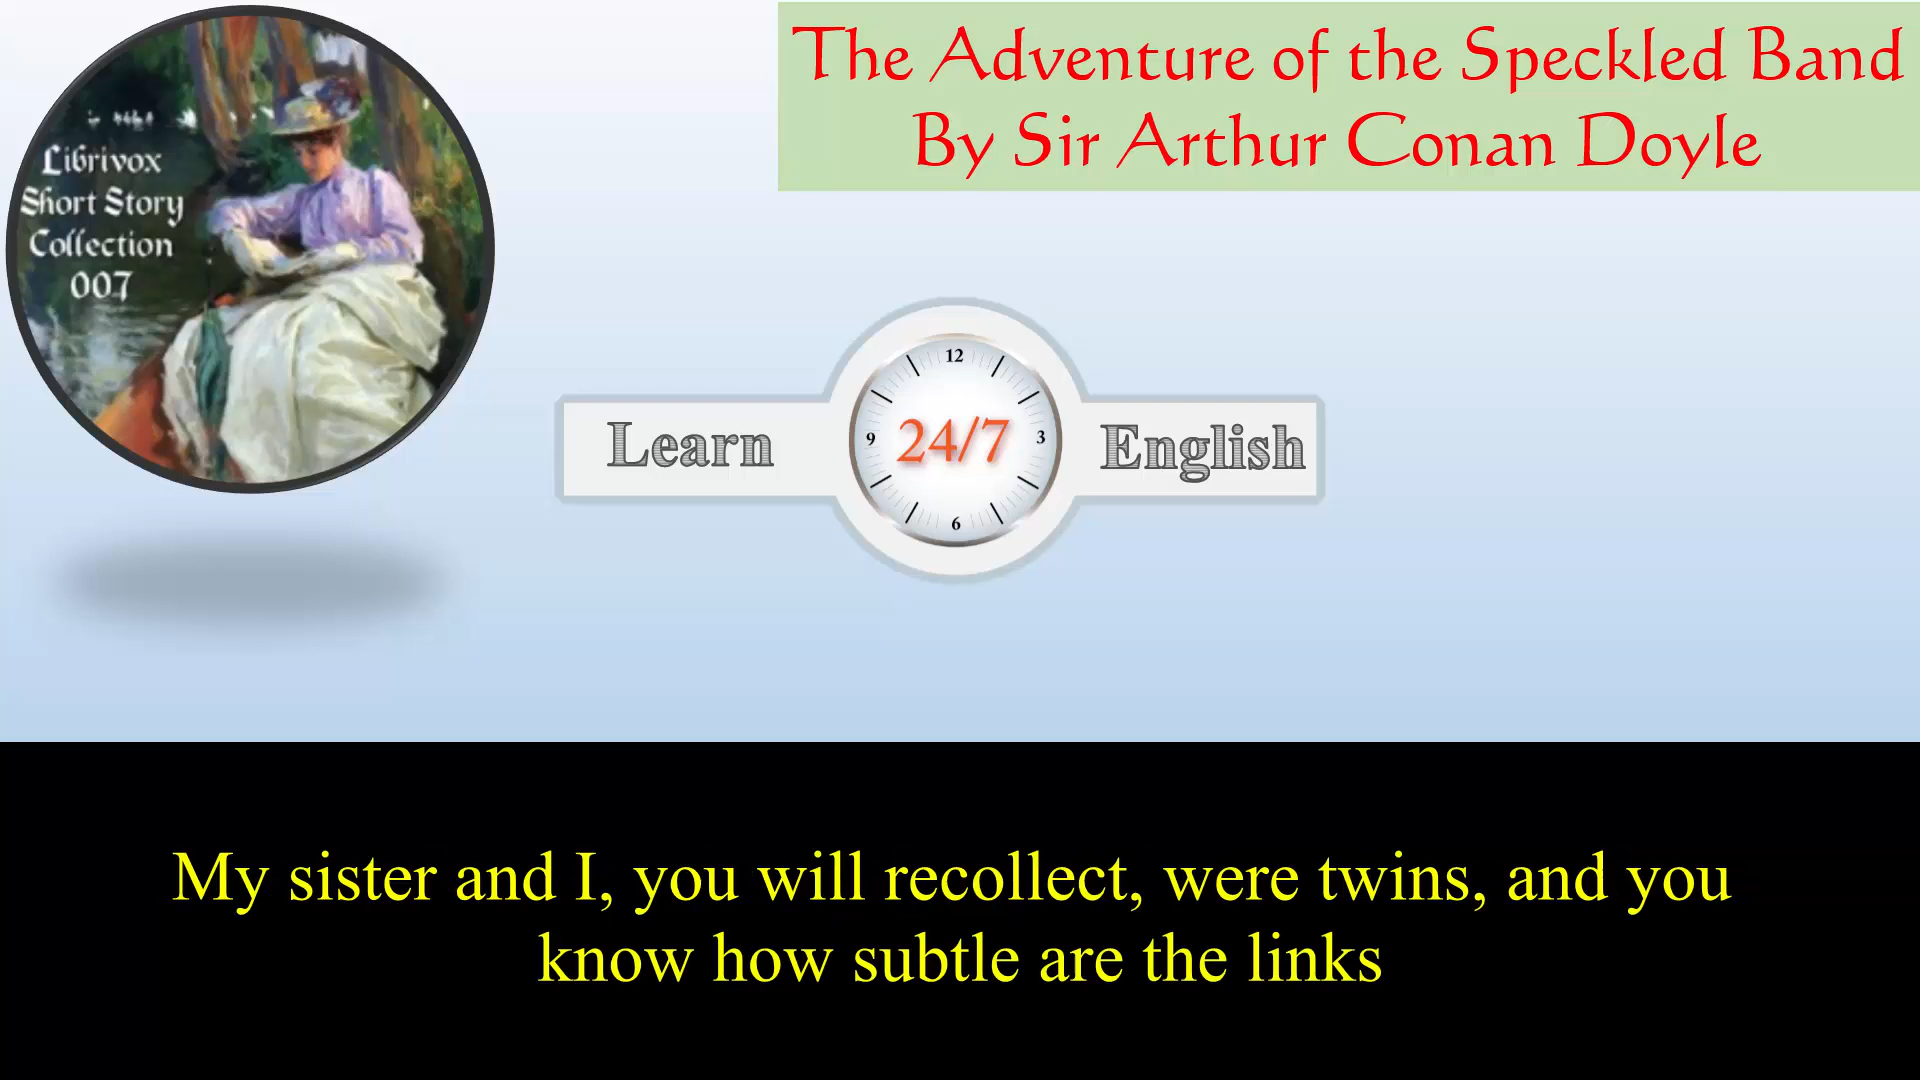 Librivox
Short Story
Collection
007
The Adventure of the Speckled Band
By Sir Arthur Conan Doyle
12
9
3
6
Learn
24/7
English
My sister and I, you will recollect, were twins, and you
know how subtle are the links